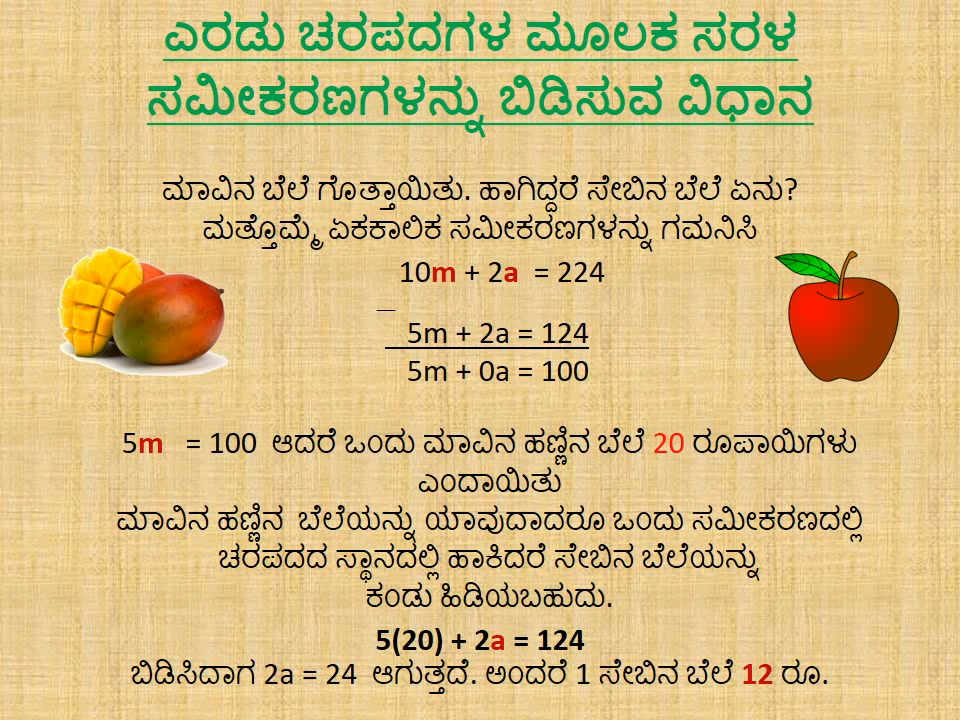 ಎರಡು ಚರಪದಗಳ ಮೂಲಕ ಸರಳ
ಸಮೀಕರಣಗಳನ್ನು ಬಿಡಿಸುವ ವಿಧಾನ
ಮಾವಿನ ಬೆಲೆ ಗೊತ್ತಾಯಿತು. ಹಾಗಿದ್ದರೆ ಸೇಬಿನ ಬೆಲೆ ಏನು?
ಮತ್ತೊಮ್ಮೆ ಏಕಕಾಲಿಕ ಸಮೀಕರಣಗಳನ್ನು ಗಮನಿಸಿ
10m + 2a = 224
_
5m + 2a = 124
5m + 0a = 100
5m = 100 ಆದರೆ ಒಂದು ಮಾವಿನ ಹಣ್ಣಿನ ಬೆಲೆ 20 ರೂಪಾಯಿಗಳು
ಎಂದಾಯಿತು
ಮಾವಿನ ಹಣ್ಣಿನ ಬೆಲೆಯನ್ನು ಯಾವುದಾದರೂ ಒಂದು ಸಮೀಕರಣದಲ್ಲಿ
ಚರಪದದ ಸ್ಥಾನದಲ್ಲಿ ಹಾಕಿದರೆ ಸೇಬಿನ ಬೆಲೆಯನ್ನು
ಕಂಡು ಹಿಡಿಯಬಹುದು.
5(20) + 2a = 124
ಬಿಡಿಸಿದಾಗ 2a = 24 ಆಗುತ್ತದೆ. ಅಂದರೆ 1 ಸೇಬಿನ ಬೆಲೆ 12 ರೂ.